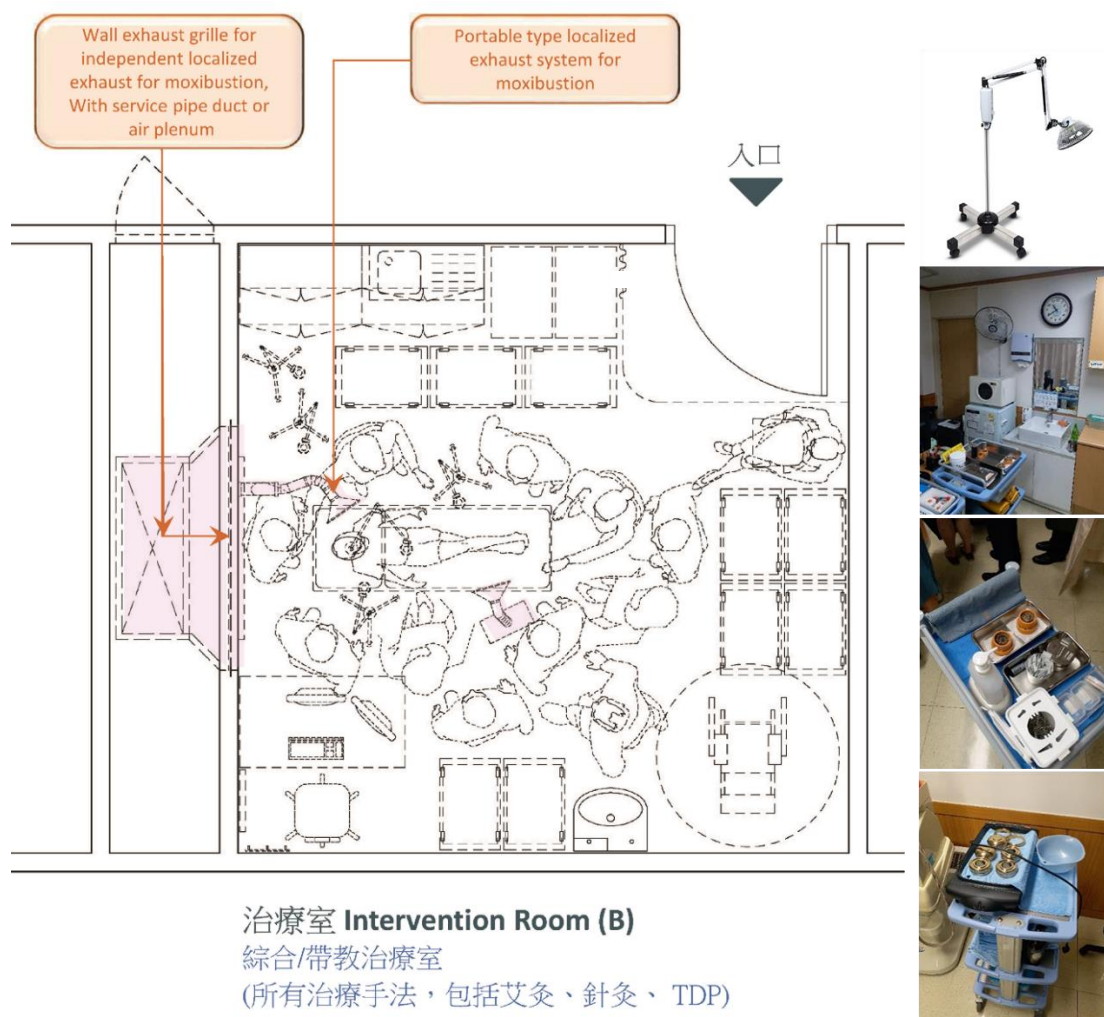 Wall exhaust grille for
independent localized
exhaust for moxibustion,
With service pipe duct or
air plenum
Portable type localized
exhaust system for
moxibustion
入口
治療室 Intervention Room (B)
綜合/帶教治療室
(所有治療手法，包括艾灸、針灸、 TDP)